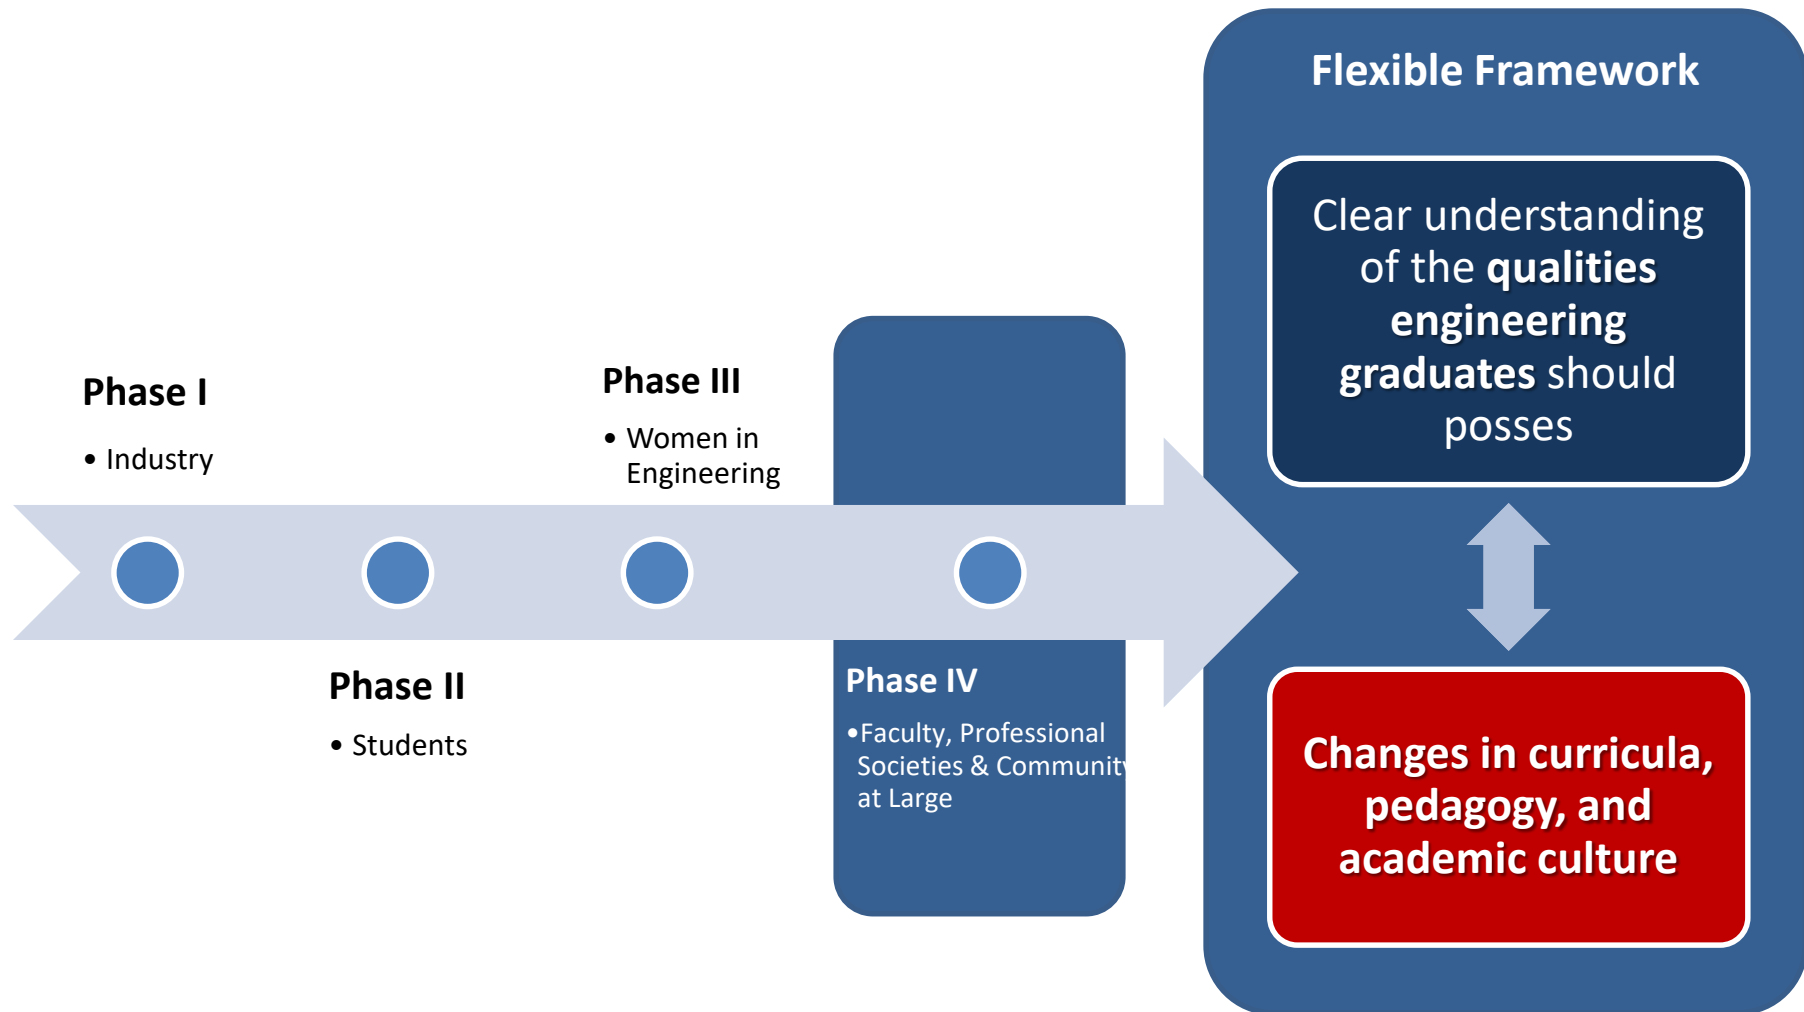 Phase I
• Industry
Phase II
• Students
Phase III
• Women in
Engineering
Phase IV
•Faculty, Professional
Societies & Community
at Large
Flexible Framework
Clear understanding
of the qualities
engineering
graduates should
posses
Changes in curricula,
pedagogy, and
academic culture